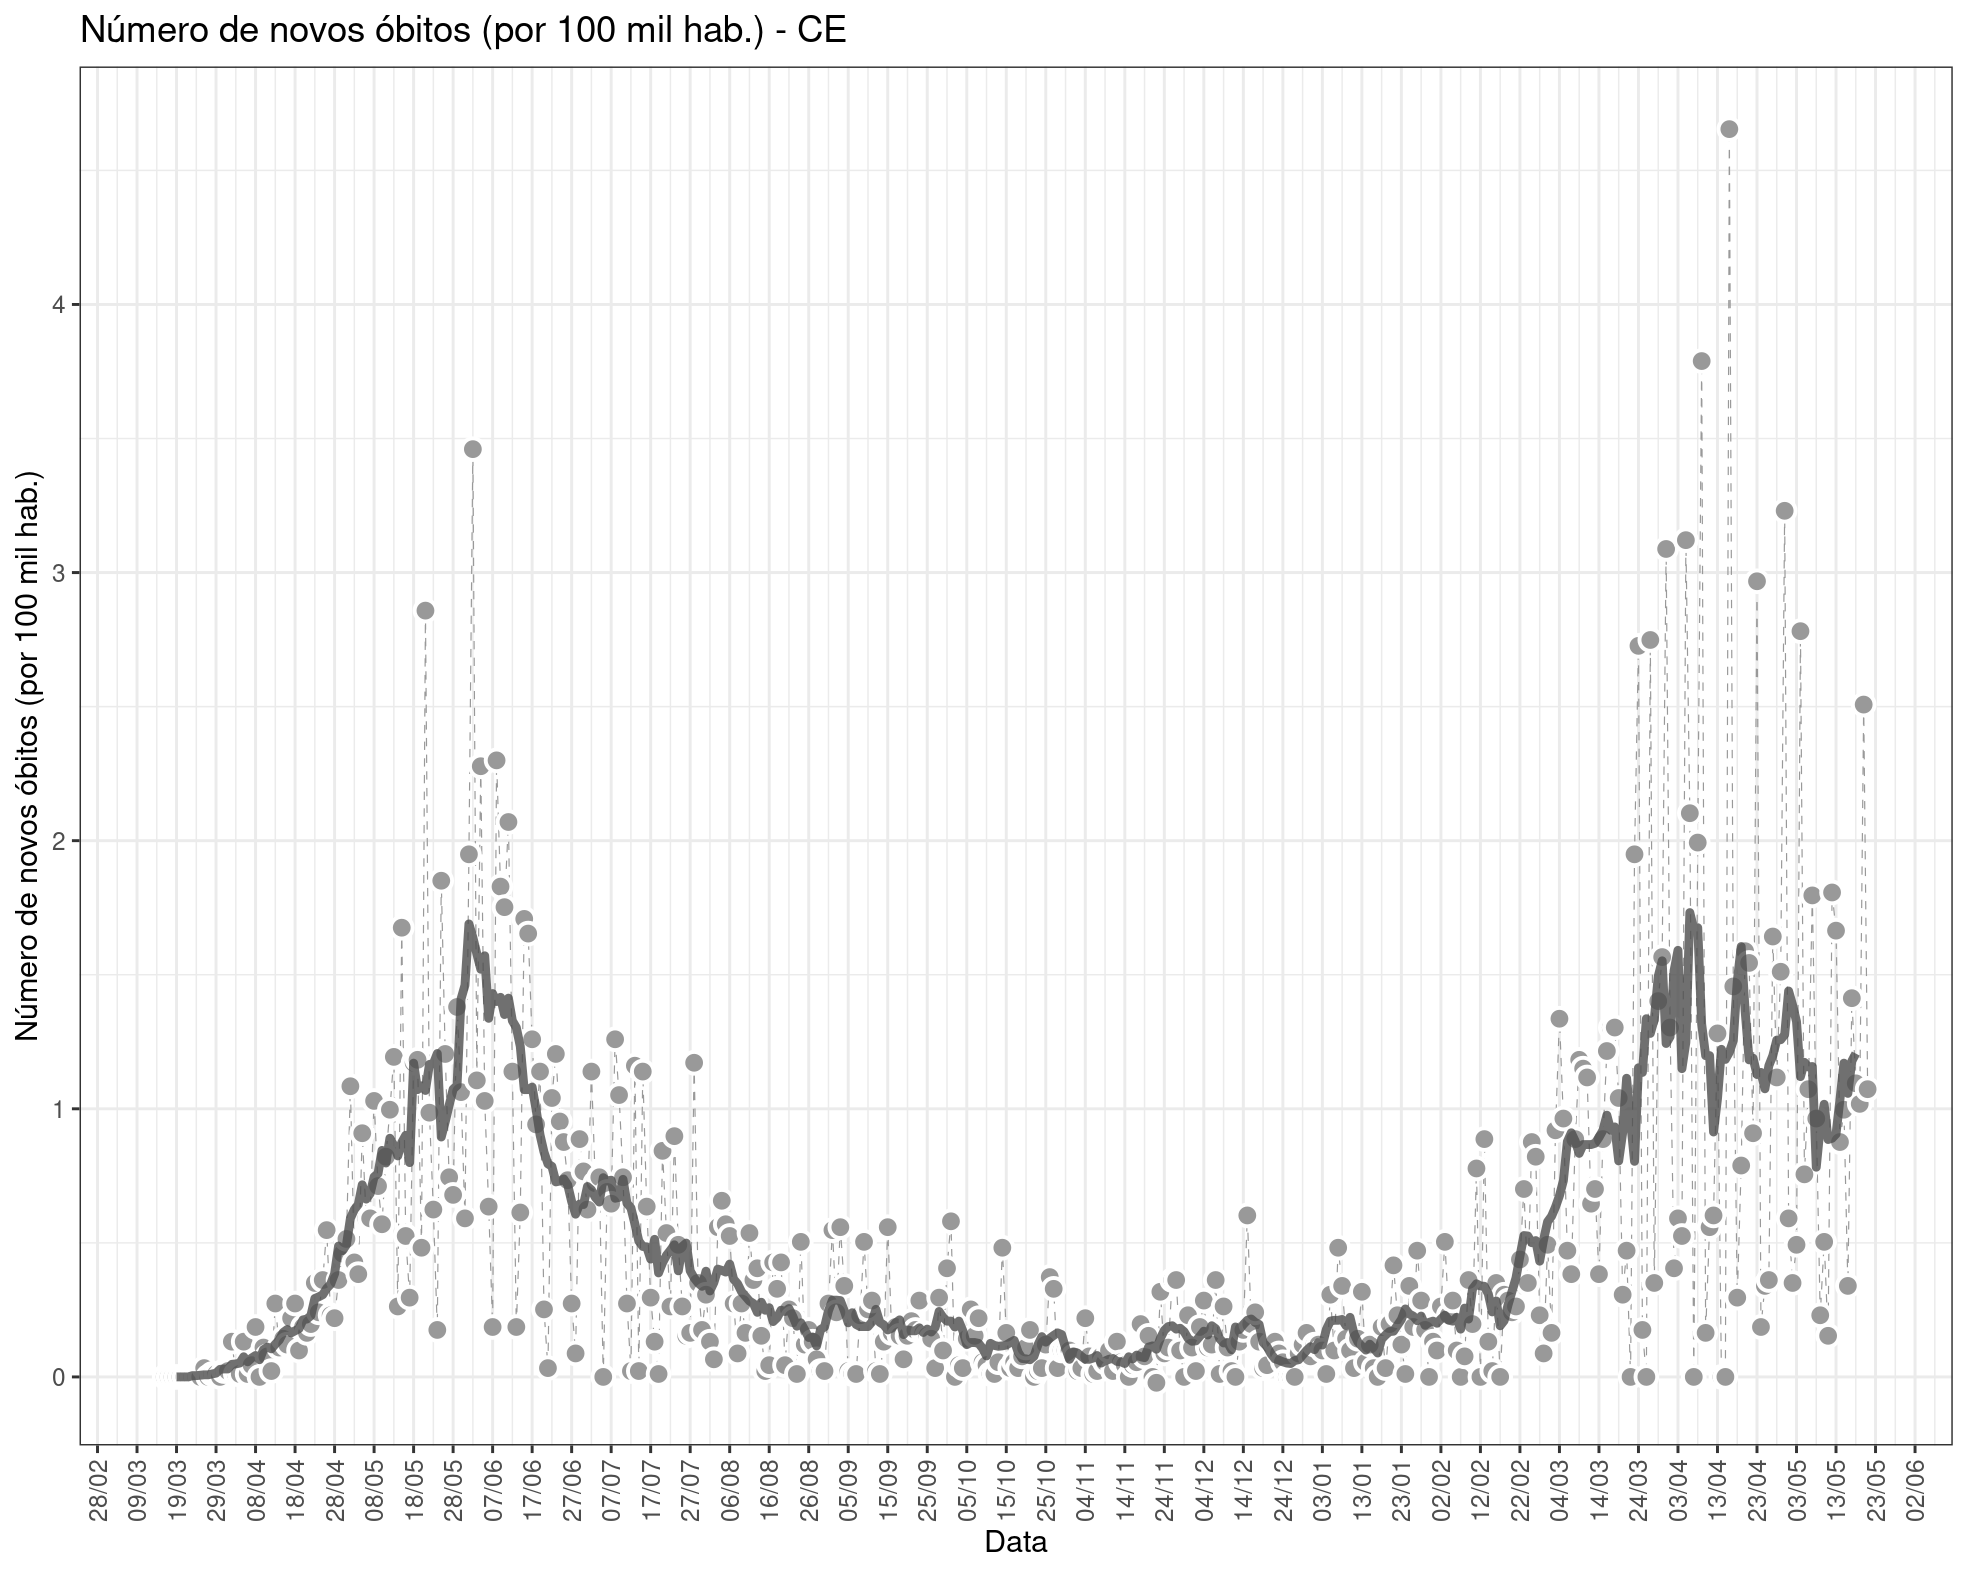 Número de novos óbitos (por 100 mil hab.) - CE
Número de novos óbitos (por 100 mil hab.)
4
3
2
1
0
28/02 09/03 19/03 29/03 08/04 18/04 28/04 08/05 18/05 28/05 07/06 17/06 27/06 07/07 17/07 27/07 06/08 16/08 26/08 05/09 15/09 25/09 05/10 15/10 25/10 04/11 14/11 24/11 04/12 14/12 24/12 03/01 13/01 23/01 02/02 12/02 22/02 04/03 14/03 24/03 03/04 13/04 23/04 03/05 13/05 23/05 02/06
Data